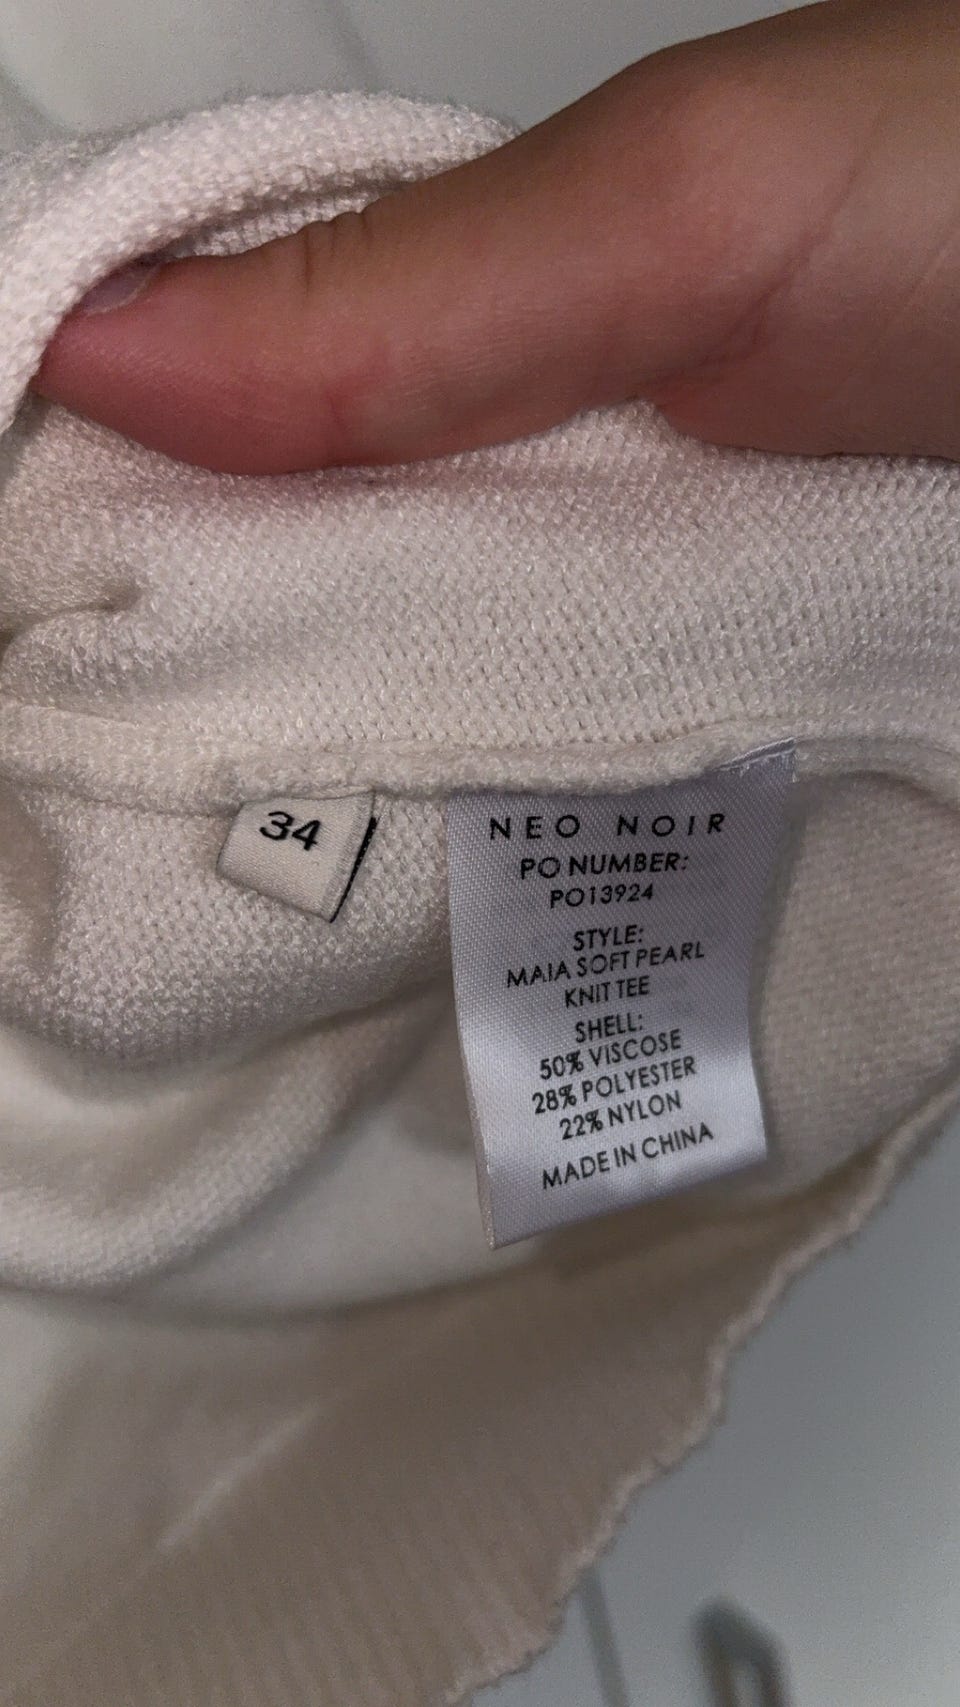 34
NEO NOIR
PO NUMBER:
PO13924
STYLE:
MAIA SOFT PEARL
KNIT TEE
SHELL:
50% VISCOSE
28% POLYESTER
22% NYLON
MADE IN CHINA